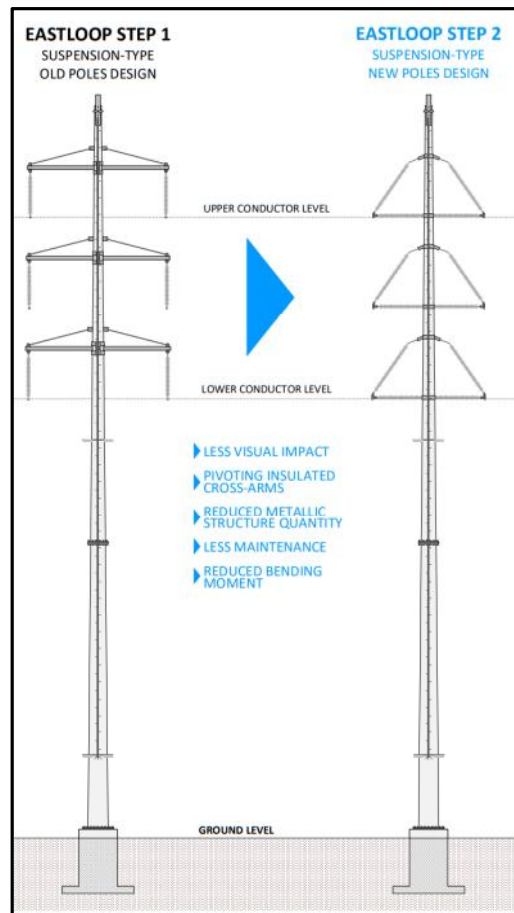 EASTLOOP STEP 1
SUSPENSION-TYPE
OLD POLES DESIGN
EASTLOOP STEP 2
SUSPENSION-TYPE
NEW POLES DESIGN
UPPER CONDUCTOR LEVEL
LOWER CONDUCTOR LEVEL
LESS VISUAL IMPACT
PIVOTING INSULATED
CROSS-ARMS
REDUCED METALLIC
STRUCTURE QUANTITY
LESS MAINTENANCE
REDUCED BENDING
MOMENT
GROUND LEVEL